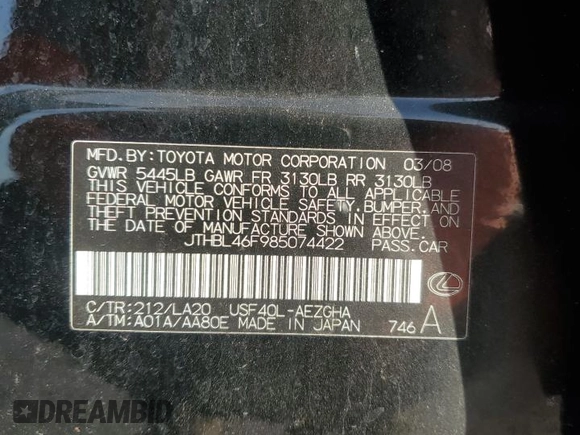 MFD.BY:TOYOTA MOTOR CORPORATION 03/08
GVWR 5445LB GAWR FR 3130LB RR 3130LB
THIS VEHICLE CONFORMS TO ALL APPLICABLE
FEDERAL MOTOR VEHICLE SAFETY.BUMPER,AND
THEFT PREVENTION STANDARDS IN EFFECT ON
THE DATE OF MANUFACTURE SHOWN ABOVE.
JTHBL46F985074422 PASS.CAR
C/TR:212/LA20 USF40L-AEZGHA
A/TM:A01A/AA80E MADE IN JAPAN 746 A
DREAMBID